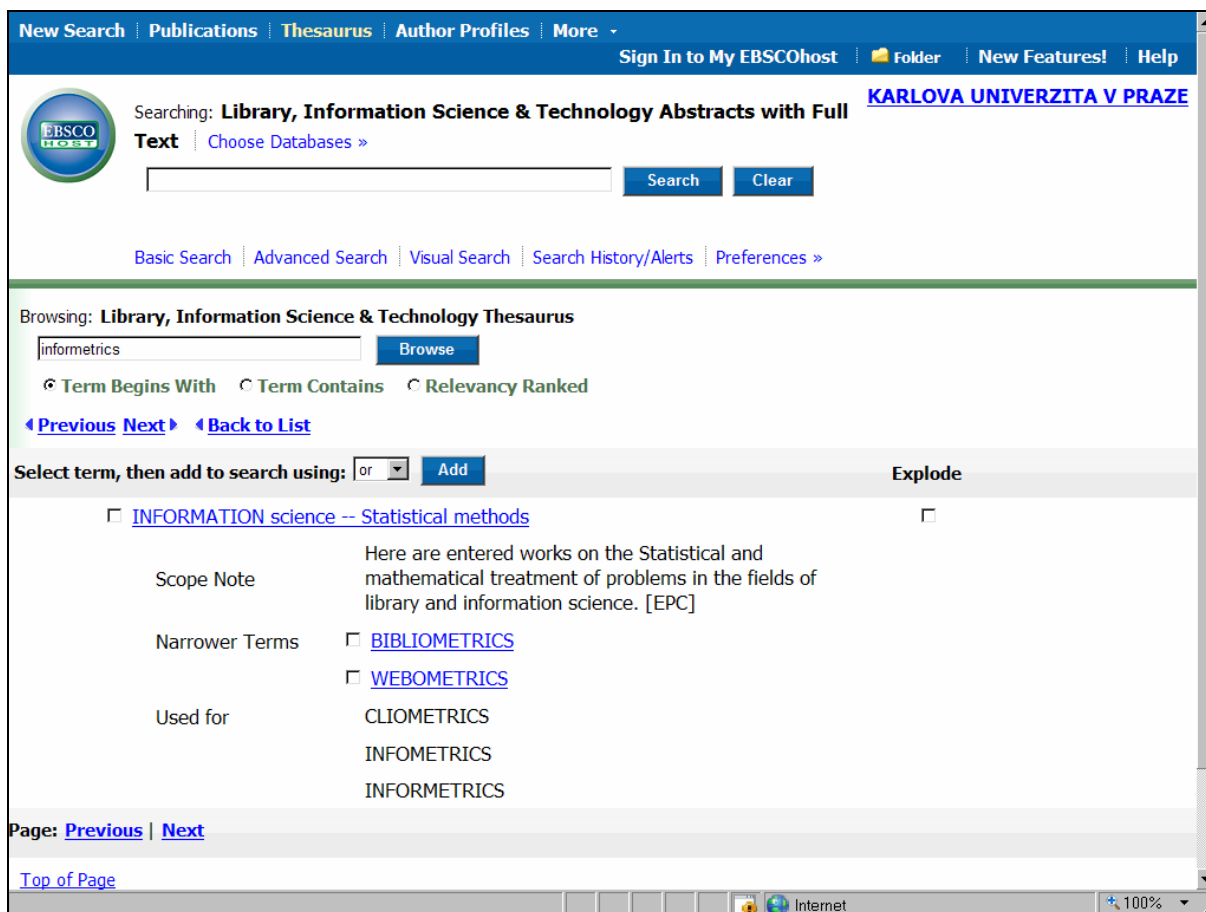 New Search Publications Thesaurus Author Profiles More
Sign In to My EBSCOhost Folder New Features! Help
KARLOVA UNIVERZITA V PRAZE
EBSCO
HOST
Searching: Library, Information Science & Technology Abstracts with Full
Text Choose Databases »
Search Clear
Basic Search Advanced Search Visual Search Search History/Alerts Preferences »
Browsing: Library, Information Science & Technology Thesaurus
informetrics Browse
Term Begins With Term Contains Relevancy Ranked
Previous Next Back to List
Select term, then add to search using: or Add Explode
INFORMATION science -- Statistical methods
Here are entered works on the Statistical and
Scope Note mathematical treatment of problems in the fields of
library and information science. [EPC]
Narrower Terms BIBLIOMETRICS
WEBOMETRICS
Used for CLIOMETRICS
INFOMETRICS
INFORMETRICS
Page: Previous | Next
Top of Page
Internet 100%